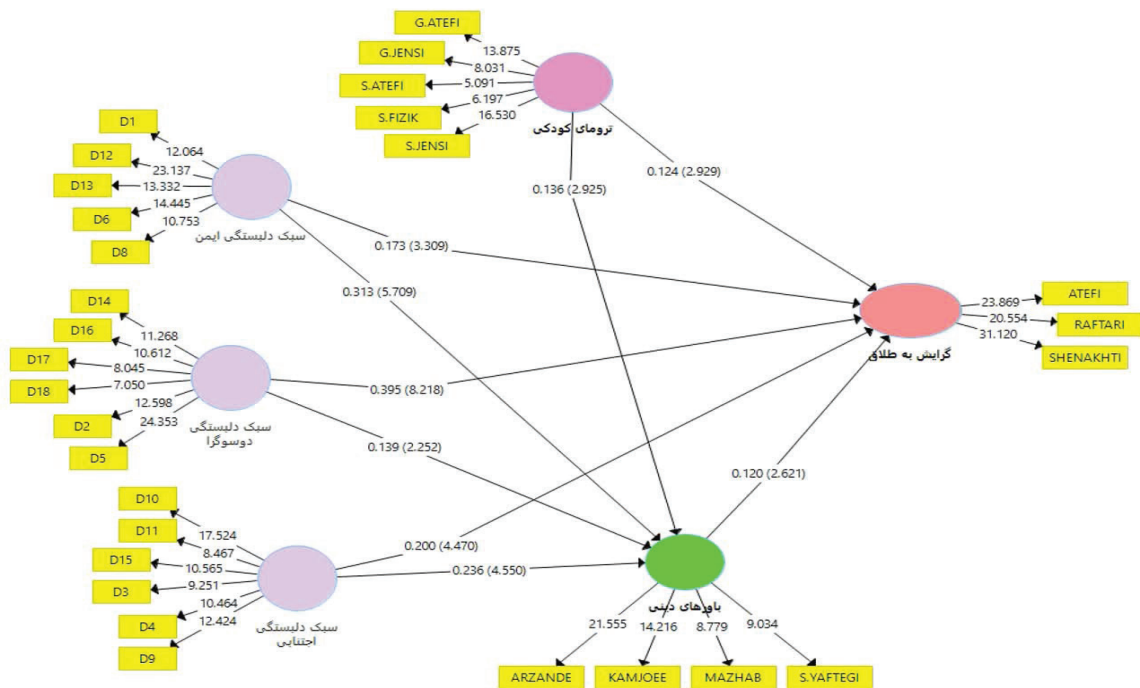 G.ATEFI
13.875
G.JENSI
8.031
S.ATEFI
5.091
S.FIZIK
6.197
S.JENSI
16.530
ترومای کودکی
0.136 (2.925)
0.124 (2.929)
D1
12.064
D12
23.137
D13
13.332
D6
14.445
D8
10.753
سبک دلبستگی ایمن
0.173 (3.309)
0.313 (5.709)
D14
11.268
D16
10.612
D17
8.045
D18
7.050
D2
12.598
D5
24.353
سبک دلبستگی
دوسوگرا
0.395 (8.218)
0.139 (2.252)
D10
17.524
D11
8.467
D15
10.565
D3
9.251
D4
10.464
D9
12.424
سبک دلبستگی
اجتنابی
0.200 (4.470)
0.236 (4.550)
گرایش به طلاق
23.869
ATEFI
20.554
RAFTARI
31.120
SHENAKHTI
0.120 (2.621)
باورهای دینی
21.555
14.216
8.779
9.034
ARZANDE
KAMJOEE
MAZHAB
S.YAFTEGI